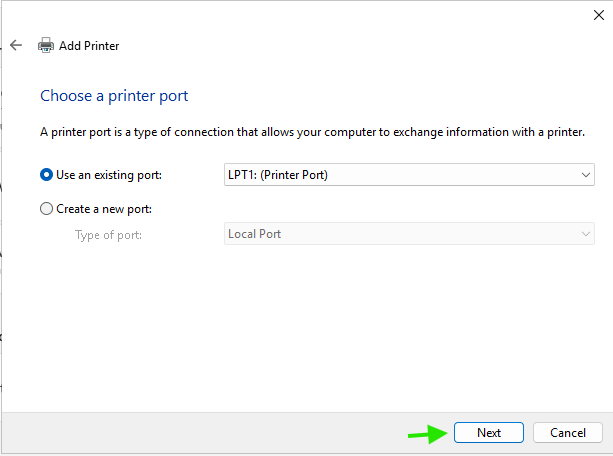 Add Printer
Choose a printer port
A printer port is a type of connection that allows your computer to exchange information with a printer.
Use an existing port:
LPT1: (Printer Port)
Create a new port:
Type of port:
Local Port
Next
Cancel